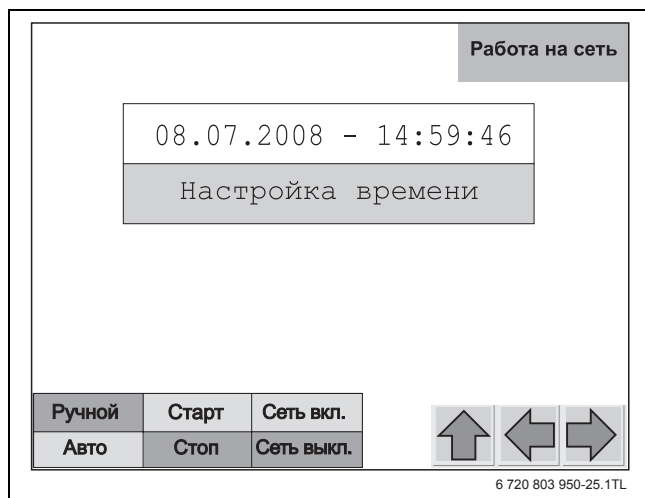 Работа на сеть
08.07.2008 - 14:59:46
Настройка времени
Ручной Старт Сеть вкл.
Авто Стоп Сеть выкл.
6 720 803 950-25.1TL